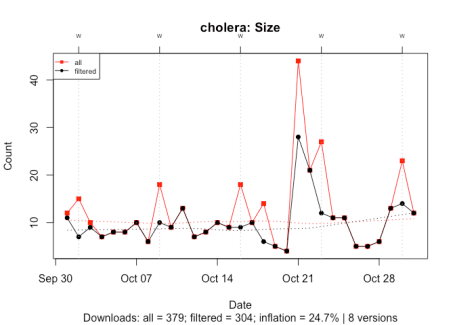 cholera: Size
w w w w w
all
filtered
Count
10 20 30 40
Sep 30 Oct 07 Oct 14 Oct 21 Oct 28
Date
Downloads: all = 379; filtered = 304; inflation = 24.7% | 8 versions